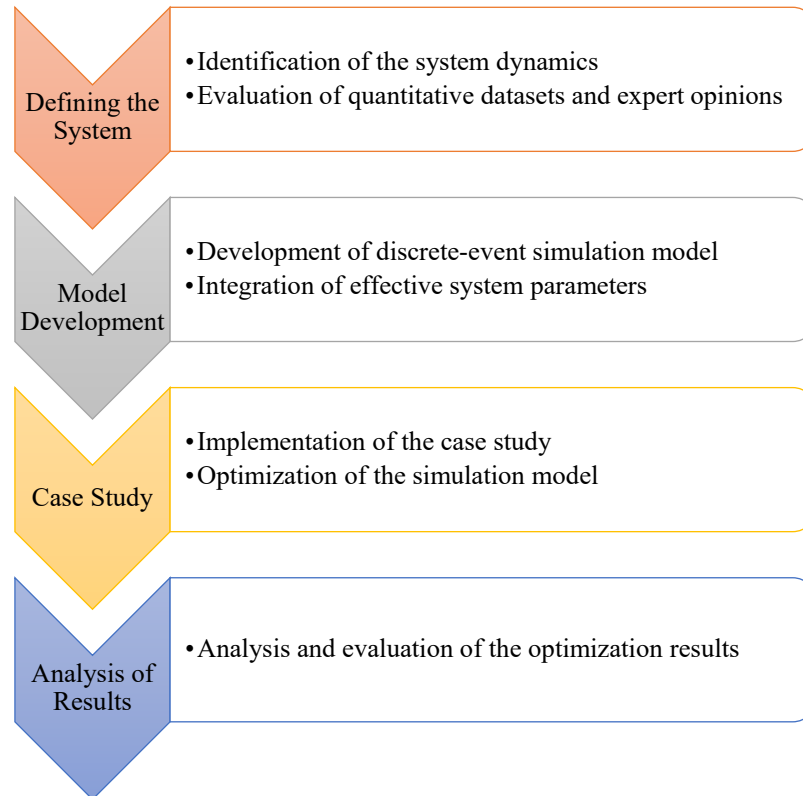 Defining the
System
•Identification of the system dynamics
•Evaluation of quantitative datasets and expert opinions
Model
Development
•Development of discrete-event simulation model
•Integration of effective system parameters
Case Study
•Implementation of the case study
•Optimization of the simulation model
Analysis of
Results
•Analysis and evaluation of the optimization results